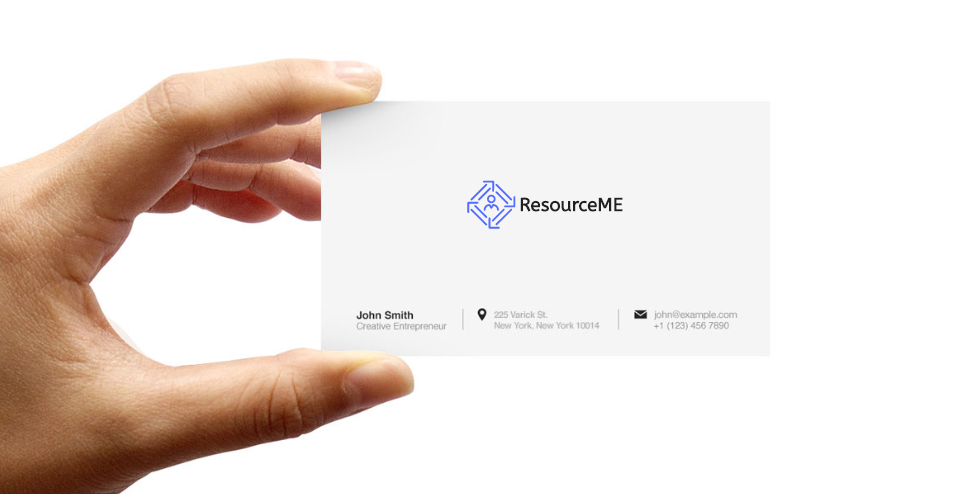 ResourceME
John Smith
Creative Entrepreneur
225 Varick St.
New York, New York 10014
john@example.com
+1 (123) 456 7890